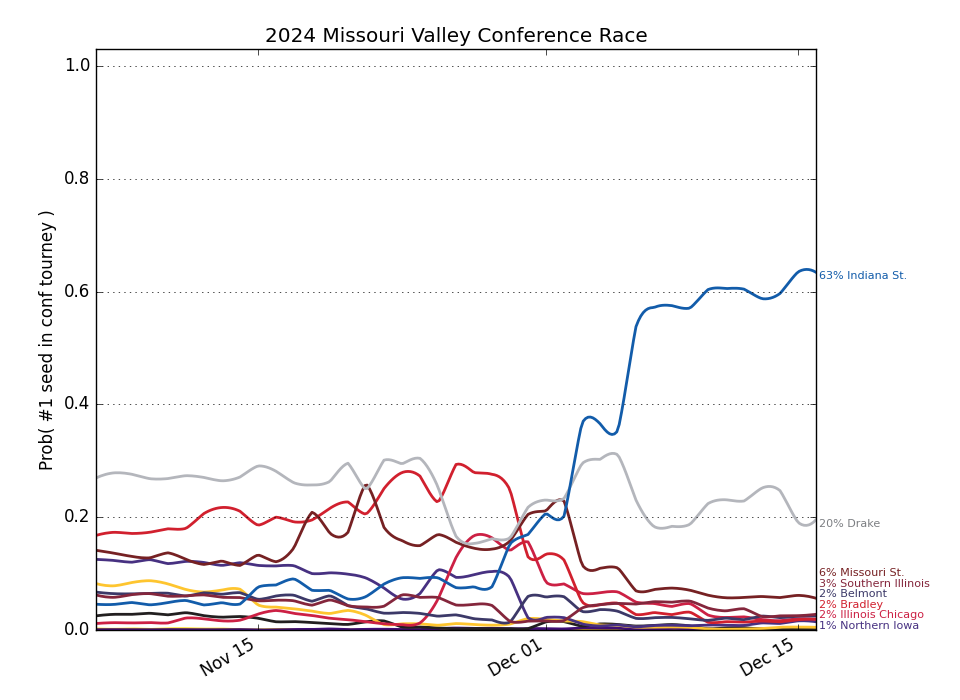 2024 Missouri Valley Conference Race
1.0
0.8
0.6
0.4
0.2
0.0
Prob( #1 seed in conf tourney )
Nov 15
Dec 01
Dec 15
63% Indiana St.
20% Drake
6% Missouri St.
3% Southern Illinois
2% Belmont
2% Bradley
2% Illinois Chicago
1% Northern Iowa